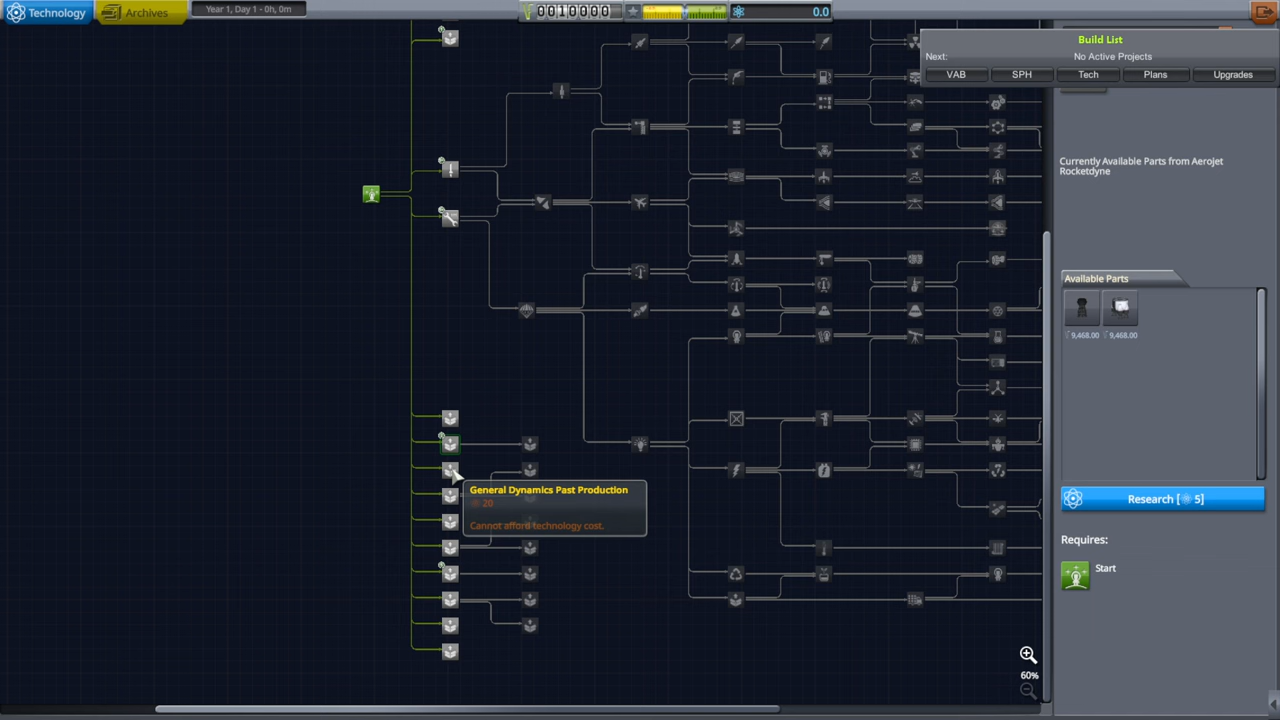 Technology
Archives
Year 1, Day 1 - 0h, 0m
0010000
0.0
Build List
Next:
No Active Projects
VAB
SPH
Tech
Plans
Upgrades
Currently Available Parts from Aerojet
Rocketdyne
Available Parts
9,468.00
9,468.00
General Dynamics Past Production
20
Cannot afford technology cost.
Research [ 5]
Requires:
Start
60%